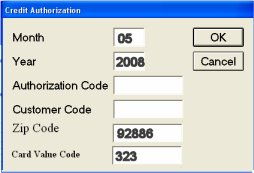 Credit Authorization
Month 05 OK
Year 2008 Cancel
Authorization Code
Customer Code
Zip Code 92886
Card Value Code 323